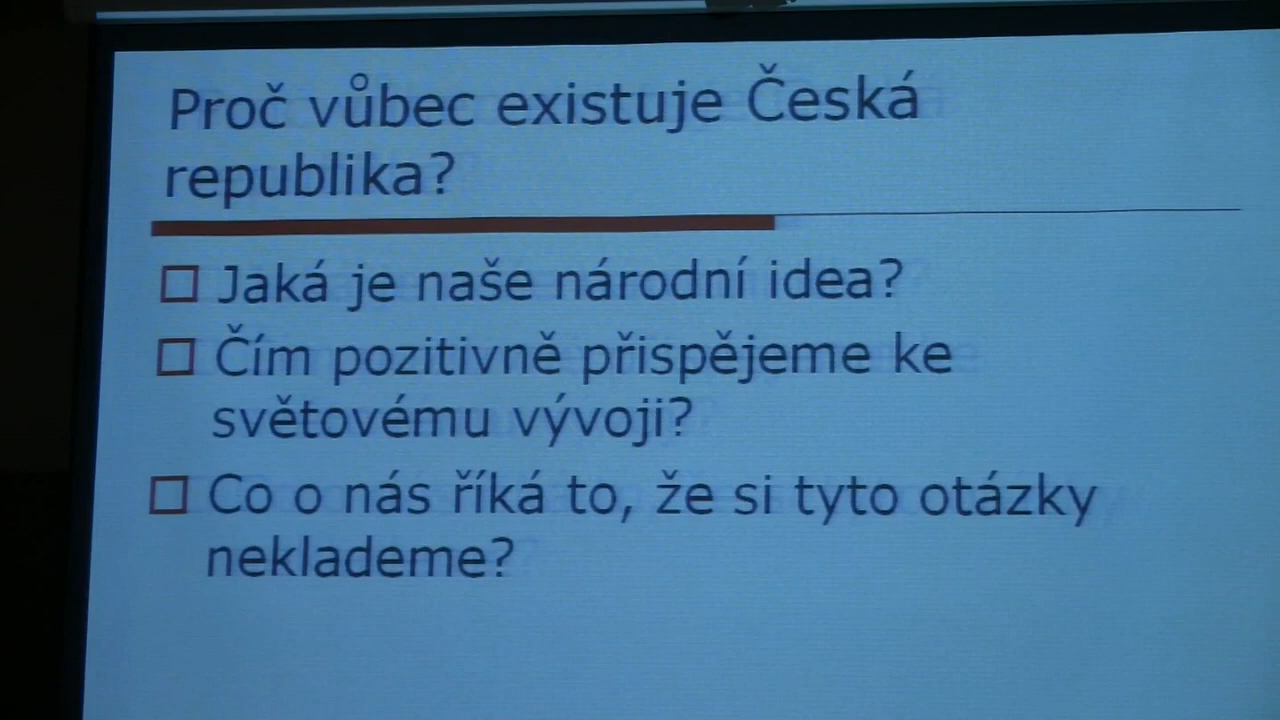 Proč vůbec existuje Česká
republika?
Jaká je naše národní idea?
Čím pozitivně přispějeme ke
světovému vývoji?
Co o nás říká to, že si tyto otázky
neklademe?